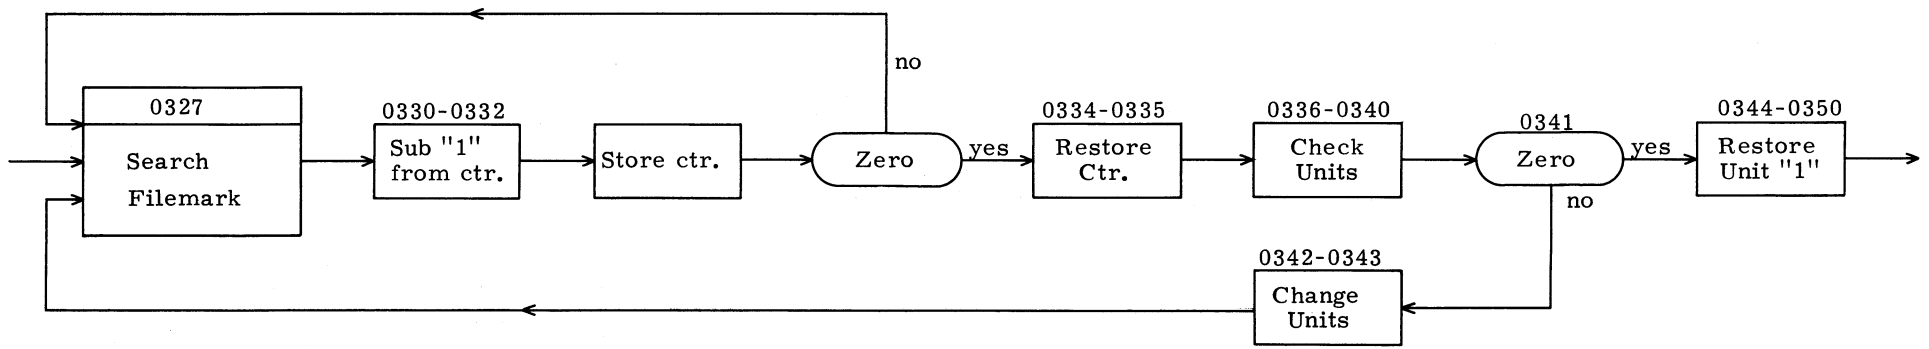 no
0327
Search
Filemark
0330-0332
Sub "1"
from ctr.
Store ctr.
Zero
yes
0334-0335
Restore
Ctr.
0336-0340
Check
Units
0341
Zero
yes
no
0344-0350
Restore
Unit "1"
0342-0343
Change
Units